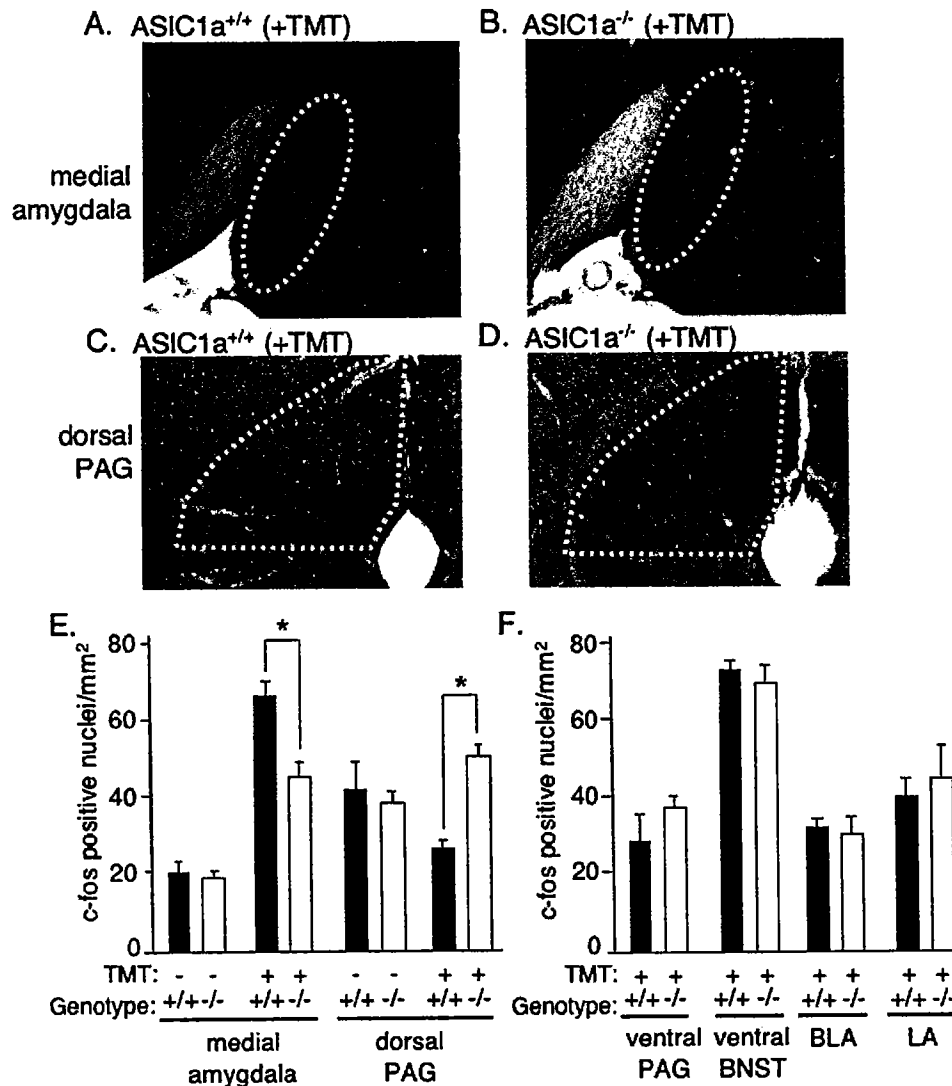 A. ASIC1a+/+ (+TMT)
B. ASIC1a-/- (+TMT)
medial
amygdala
C. ASIC1a+/+ (+TMT)
D. ASIC1a-/- (+TMT)
dorsal
PAG
E.
c-fos positive nuclei/mm²
80
60
40
20
0
*
*
TMT: - - + + - - + +
Genotype: +/+ -/- +/+ -/- +/+ -/- +/+ -/-
medial
amygdala
dorsal
PAG
F.
c-fos positive nuclei/mm²
80
60
40
20
0
TMT: + + + + + + + +
Genotype: +/+ -/- +/+ -/- +/+ -/- +/+ -/-
ventral
PAG
ventral
BNST
BLA
LA